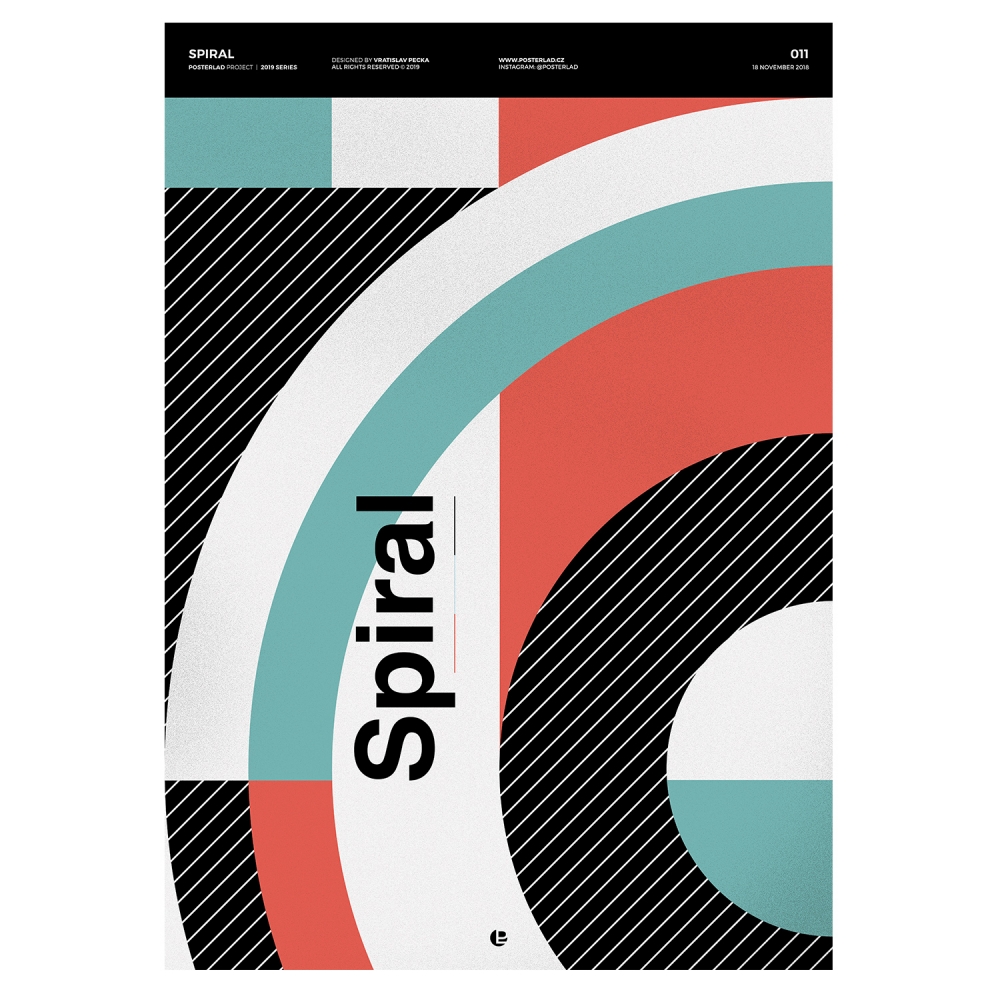 SPIRAL
POSTERLAD PROJECT | 2019 SERIES
DESIGNED BY VRATISLAV PECKA
ALL RIGHTS RESERVED © 2019
WWW.POSTERLAD.CZ
INSTAGRAM: @POSTERLAD
011
18 NOVEMBER 2018
Spiral